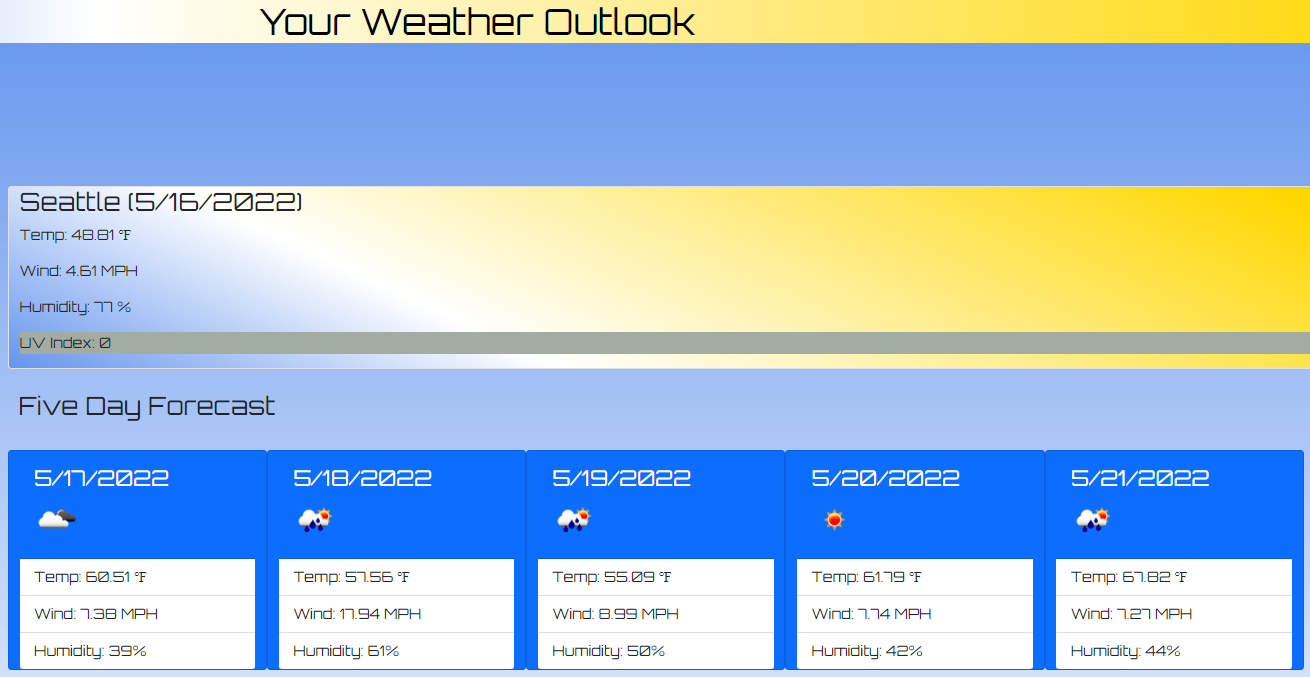 Your Weather Outlook
Seattle (5/16/2022)
Temp: 48.81 °F
Wind: 4.61 MPH
Humidity: 77 %
UV Index: 0
Five Day Forecast
5/17/2022
Temp: 60.51 °F
Wind: 7.38 MPH
Humidity: 39%
5/18/2022
Temp: 57.56 °F
Wind: 17.94 MPH
Humidity: 61%
5/19/2022
Temp: 55.09 °F
Wind: 8.99 MPH
Humidity: 50%
5/20/2022
Temp: 61.79 °F
Wind: 7.74 MPH
Humidity: 42%
5/21/2022
Temp: 67.82 °F
Wind: 7.27 MPH
Humidity: 44%